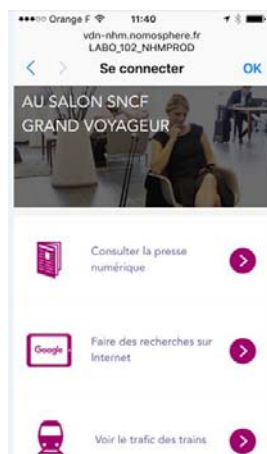 Orange F 11:40
vdn-nhm.nomosphere.fr
LABO_102_NHMPROD
Se connecter OK
AU SALON SNCF
GRAND VOYAGEUR
Consulter la presse
numérique
Google
Faire des recherches sur
Internet
Voir le trafic des trains